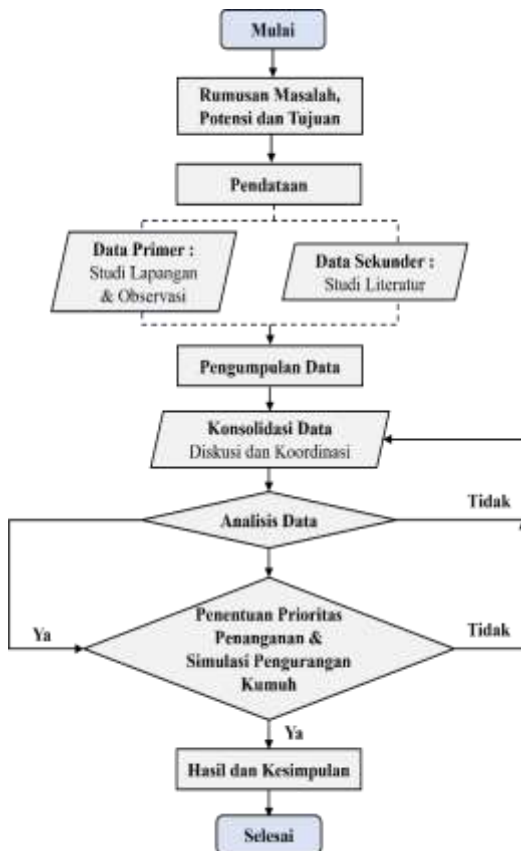 Mulai
Rumusan Masalah,
Potensi dan Tujuan
Pendataan
Data Primer :
Studi Lapangan
& Observasi
Data Sekunder :
Studi Literatur
Pengumpulan Data
Konsolidasi Data
Diskusi dan Koordinasi
Analisis Data
Tidak
Penentuan Prioritas
Penanganan &
Simulasi Pengurangan
Kumuh
Ya
Tidak
Ya
Hasil dan Kesimpulan
Selesai